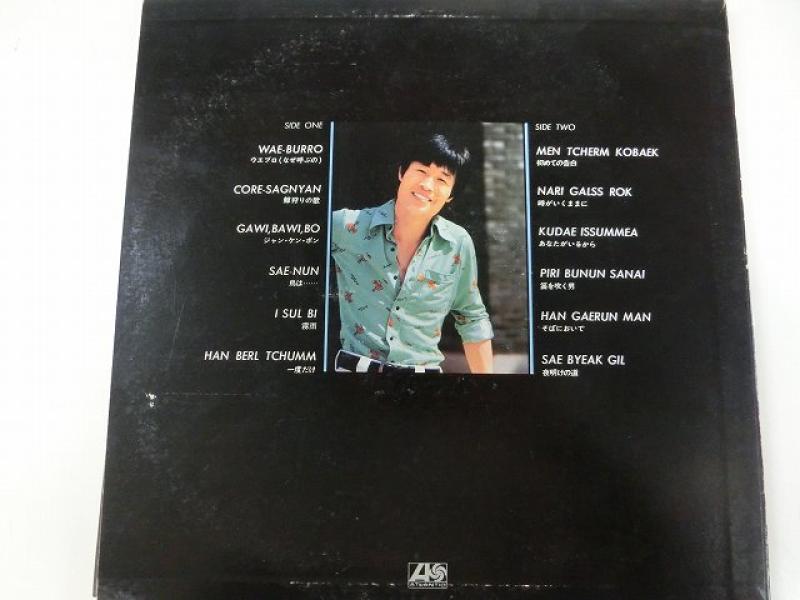 SIDE ONE
WAE-BURRO
ウエブロ(なぜ呼ぶの)
CORE-SAGNYAN
鯨狩りの歌
GAWI,BAWI,BO
ジャン・ケン・ポン
SAE-NUN
鳥は……
I SUL BI
霧雨
HAN BERL TCHUMM
一度だけ
SIDE TWO
MEN TCHERM KOBAEK
初めての告白
NARI GALSS ROK
時がいくままに
KUDAE ISSUMMEA
あなたがいるから
PIRI BUNUN SANAI
笛を吹く男
HAN GAERUN MAN
そばにおいて
SAE BYEAK GIL
夜明けの道
ATLANTIC